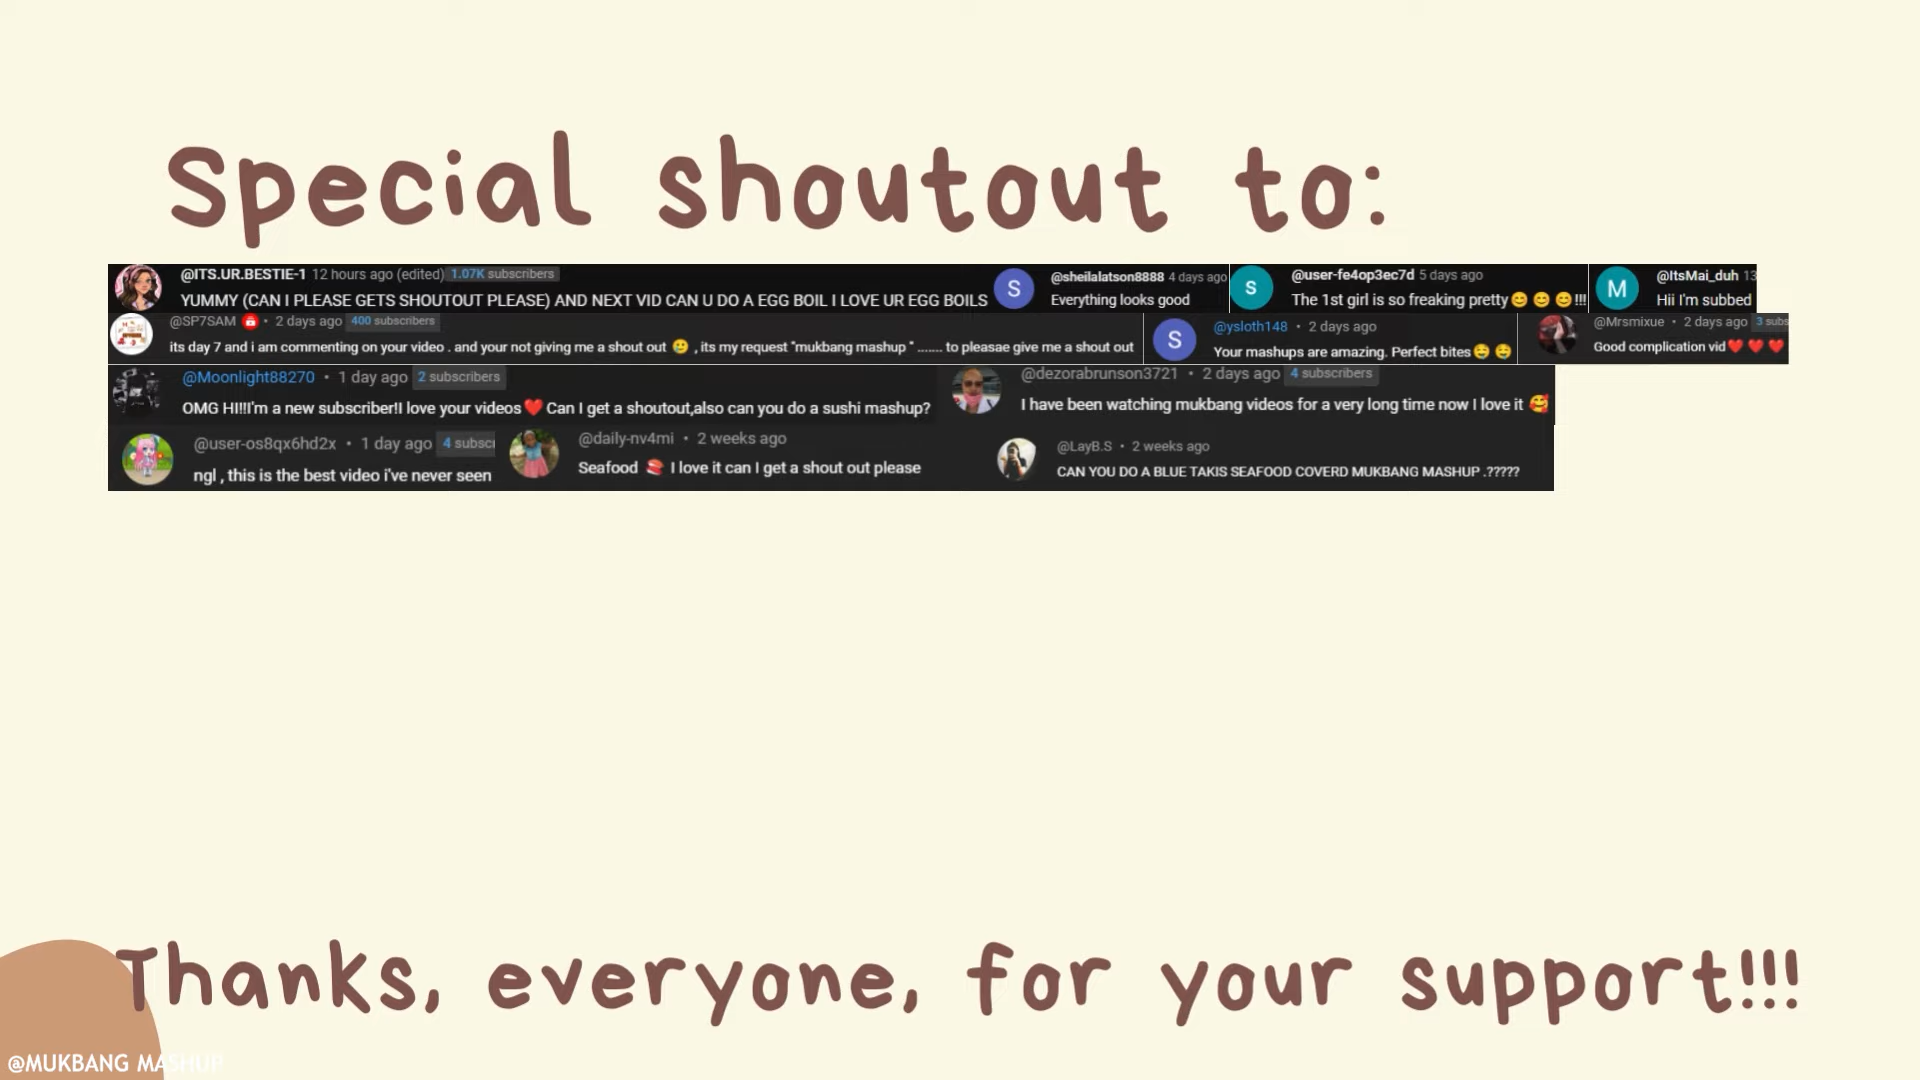 Special shoutout to:
@ITS.UR.BESTIE-1 12 hours ago (edited) 1.07K subscribers
YUMMY (CAN I PLEASE GETS SHOUTOUT PLEASE) AND NEXT VID CAN U DO A EGG BOIL I LOVE UR EGG BOILS
S
@sheilalatson8888 4 days ago
Everything looks good
s
@user-fe4op3ec7d 5 days ago
The 1st girl is so freaking pretty😊 😊 😊!!!
M
@ItsMai_duh 13
Hii I'm subbed
@SP7SAM • 2 days ago 400 subscribers
its day 7 and i am commenting on your video . and your not giving me a shout out 🥲 , its my request "mukbang mashup " ....... to pleasae give me a shout out
S
@ysloth148 • 2 days ago
Your mashups are amazing. Perfect bites🤤 🤤
@Mrsmixue • 2 days ago 3 subs
Good complication vid❤️ ❤️ ❤️
@Moonlight88270 • 1 day ago 2 subscribers
OMG HI!!!I'm a new subscriber!I love your videos❤️ Can I get a shoutout,also can you do a sushi mashup?
@dezorabrunson3721 • 2 days ago 4 subscribers
I have been watching mukbang videos for a very long time now I love it 🥰
@user-os8qx6hd2x • 1 day ago 4 subsc
ngl , this is the best video i've never seen
@daily-nv4mi • 2 weeks ago
Seafood 🍣 I love it can I get a shout out please
@LayB.S • 2 weeks ago
CAN YOU DO A BLUE TAKIS SEAFOOD COVERD MUKBANG MASHUP .?????
Thanks, everyone, for your support!!!
@MUKBANG MASHUP